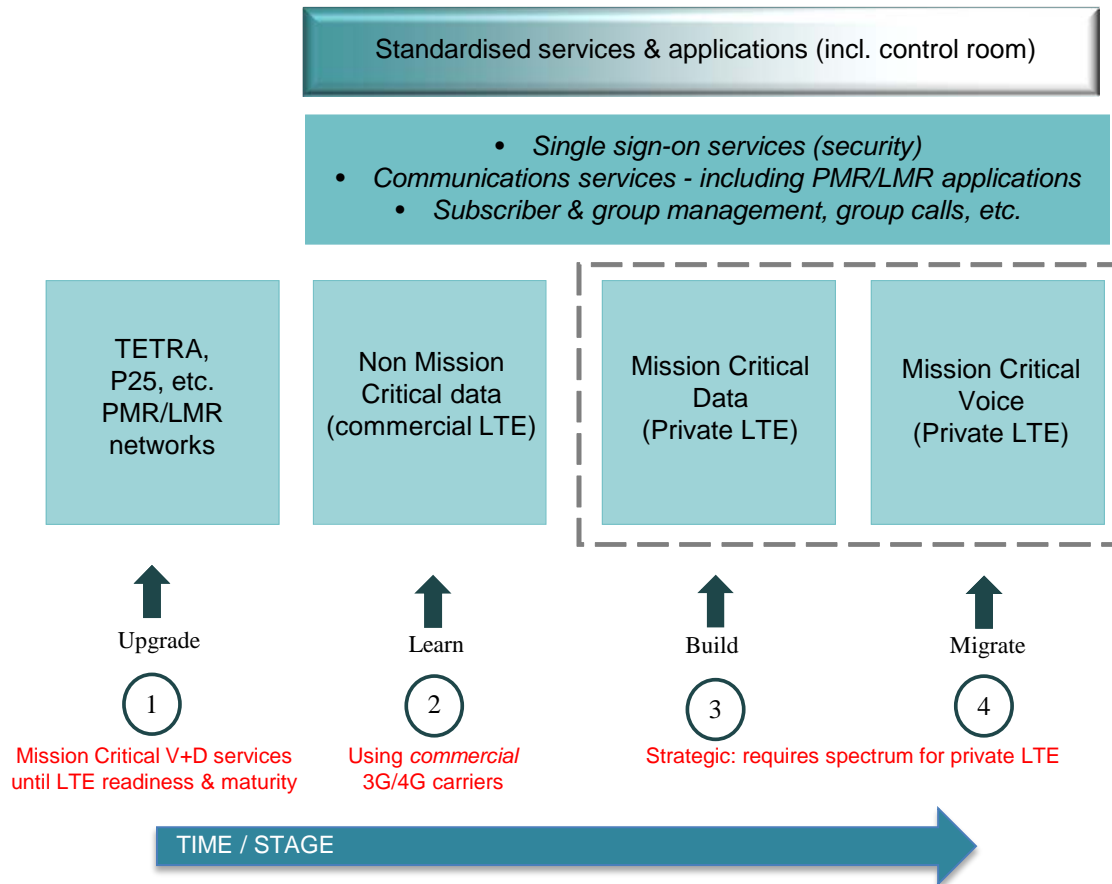 Standardised services & applications (incl. control room)
• Single sign-on services (security)
• Communications services - including PMR/LMR applications
• Subscriber & group management, group calls, etc.
TETRA,
P25, etc.
PMR/LMR
networks
Non Mission
Critical data
(commercial LTE)
Mission Critical
Data
(Private LTE)
Mission Critical
Voice
(Private LTE)
Upgrade
Learn
Build
Migrate
1
2
3
4
Mission Critical V+D services
until LTE readiness & maturity
Using commercial
3G/4G carriers
Strategic: requires spectrum for private LTE
TIME / STAGE